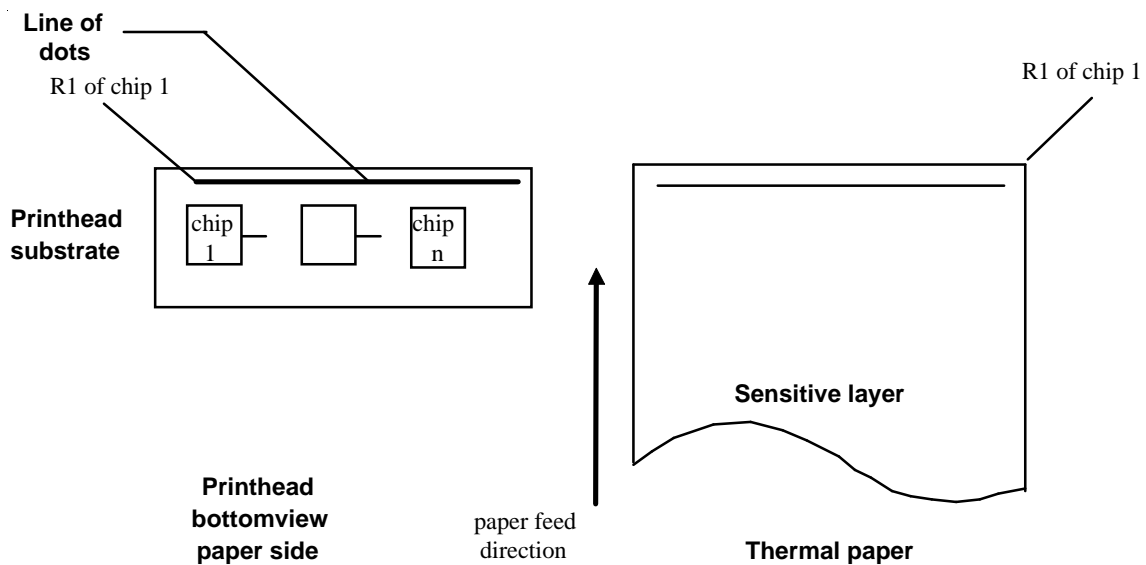 Line of
dots
R1 of chip 1
R1 of chip 1
Printhead
substrate
chip
1
chip
n
Sensitive layer
Printhead
bottomview
paper side
paper feed
direction
Thermal paper